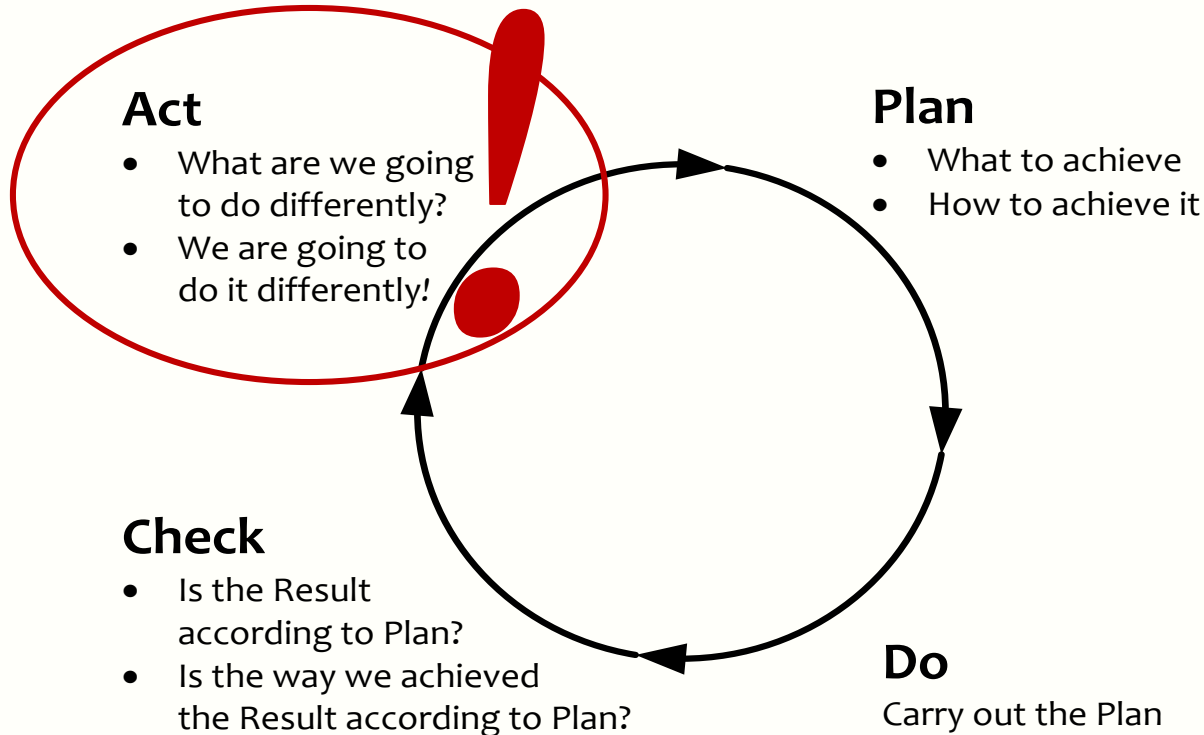 Act
• What are we going
to do differently?
• We are going to
do it differently!
Plan
• What to achieve
• How to achieve it
Check
• Is the Result
according to Plan?
• Is the way we achieved
the Result according to Plan?
Do
Carry out the Plan